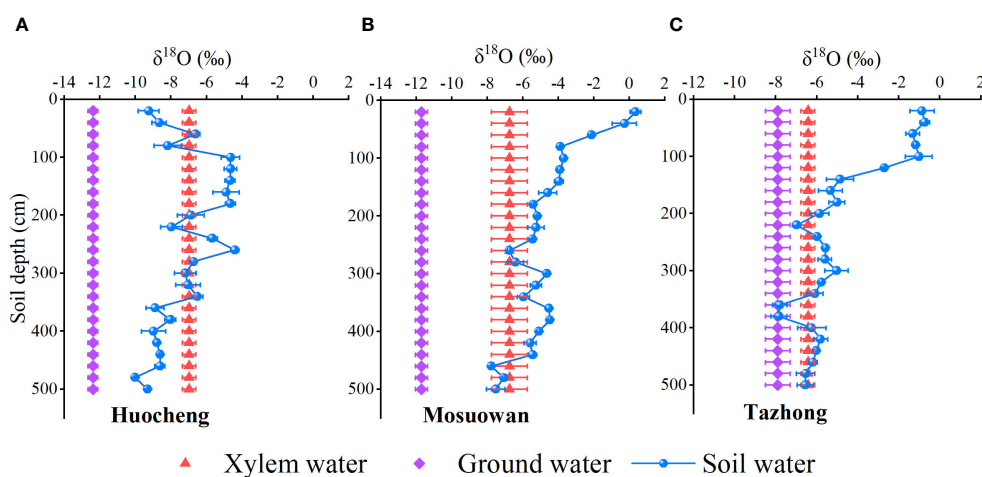 A
B
C
δ18O (‰)
δ18O (‰)
δ18O (‰)
-14 -12 -10 -8 -6 -4 -2 0 2
-14 -12 -10 -8 -6 -4 -2 0 2
-14 -12 -10 -8 -6 -4 -2 0 2
Soil depth (cm)
0
100
200
300
400
500
0
100
200
300
400
500
0
100
200
300
400
500
Huocheng
Mosuowan
Tazhong
Xylem water Ground water Soil water